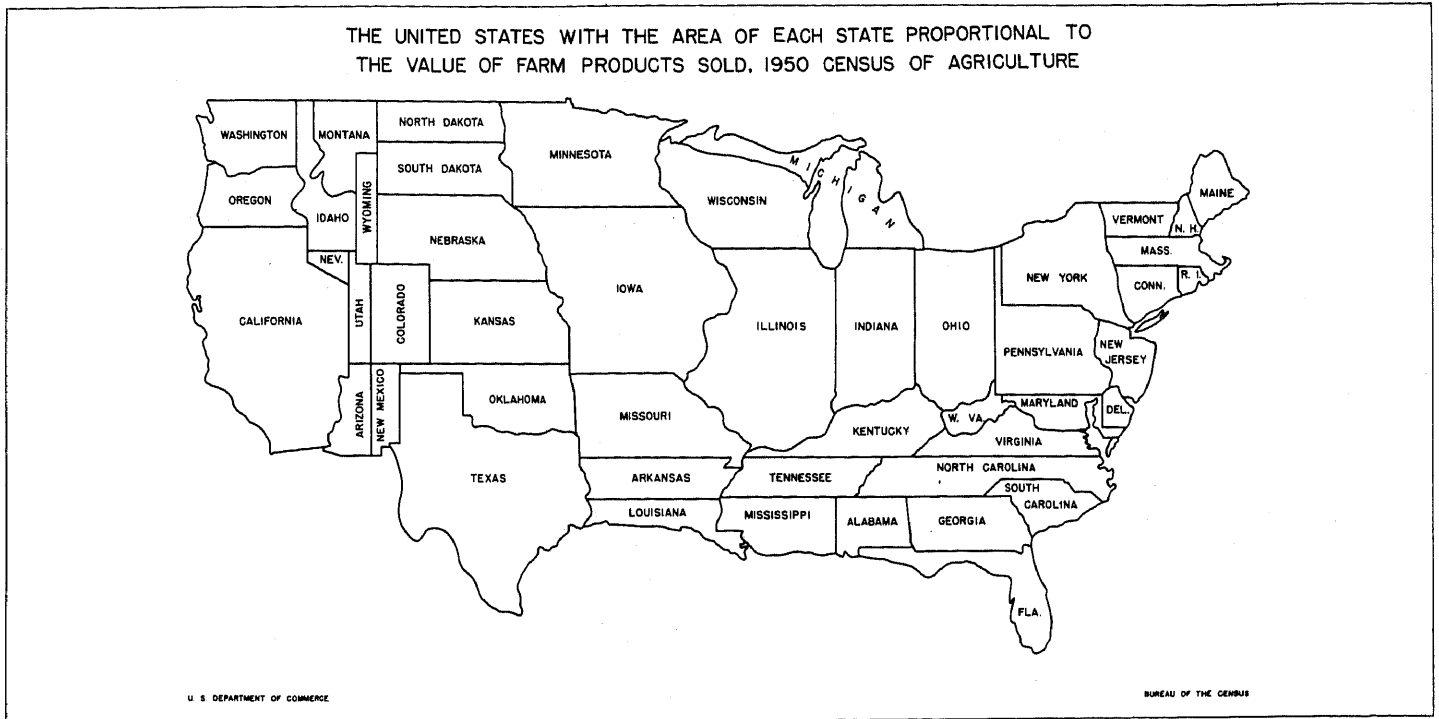 THE UNITED STATES WITH THE AREA OF EACH STATE PROPORTIONAL TO
THE VALUE OF FARM PRODUCTS SOLD, 1950 CENSUS OF AGRICULTURE
WASHINGTON
MONTANA
NORTH DAKOTA
MINNESOTA
SOUTH DAKOTA
MICHIGAN
OREGON
IDAHO
WYOMING
WISCONSIN
MAINE
VERMONT
N. H.
NEBRASKA
MASS.
NEV.
NEW YORK
CONN.
R. I.
IOWA
CALIFORNIA
UTAH
COLORADO
KANSAS
ILLINOIS
INDIANA
OHIO
PENNSYLVANIA
NEW
JERSEY
ARIZONA
NEW MEXICO
OKLAHOMA
MISSOURI
KENTUCKY
W. VA.
MARYLAND
DEL.
VIRGINIA
TEXAS
ARKANSAS
TENNESSEE
NORTH CAROLINA
SOUTH
CAROLINA
LOUISIANA
MISSISSIPPI
ALABAMA
GEORGIA
FLA.
U. S. DEPARTMENT OF COMMERCE
BUREAU OF THE CENSUS